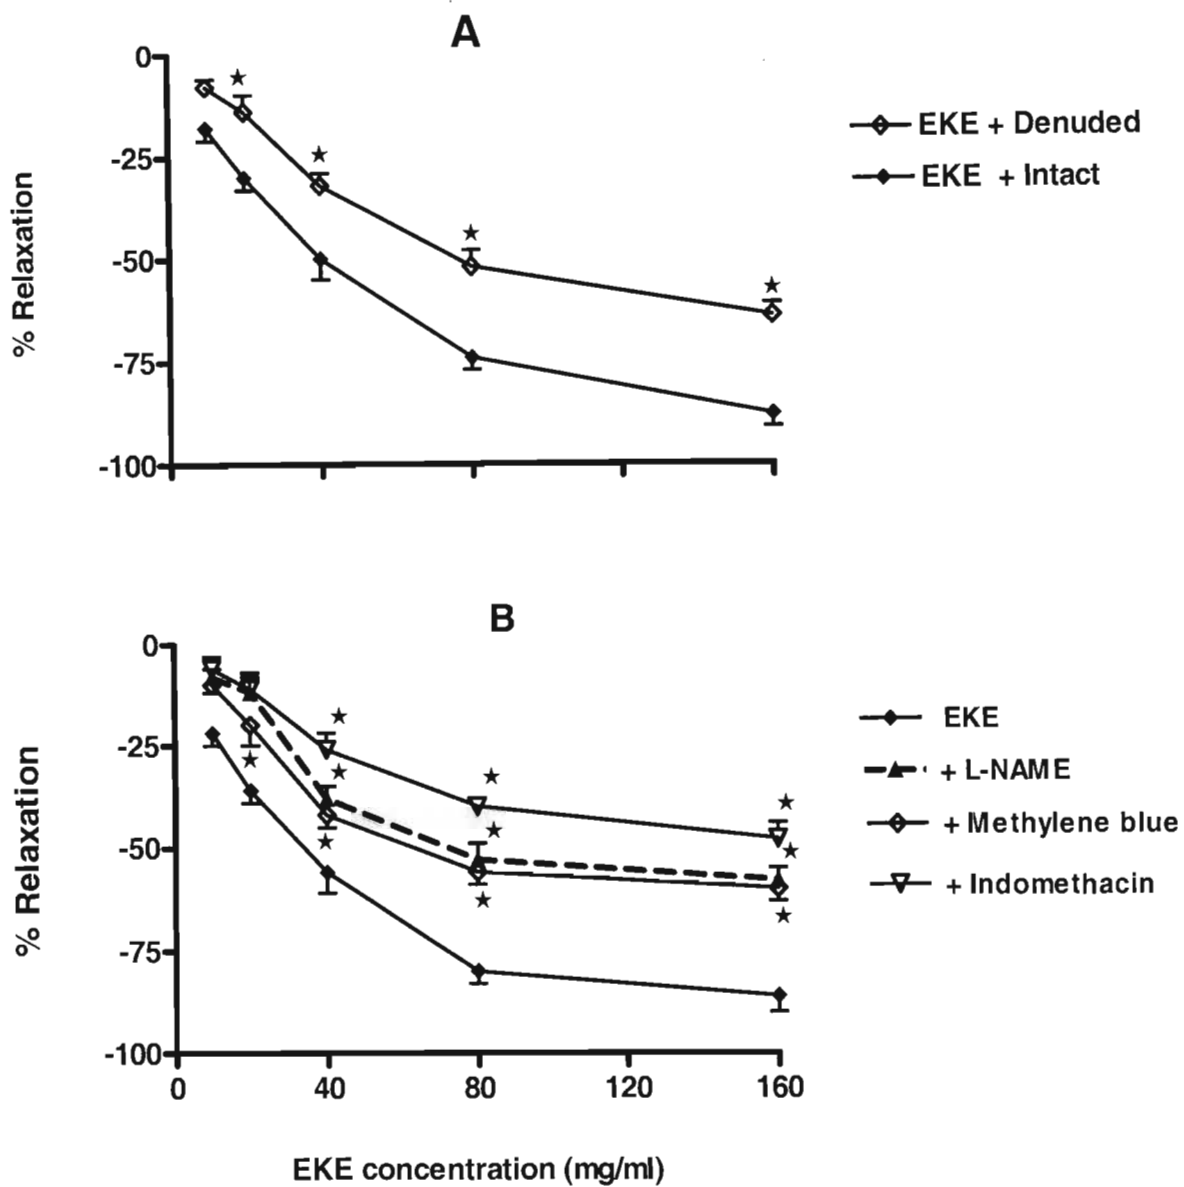 A
0
-25
-50
-75
-100
% Relaxation
EKE + Denuded
EKE + Intact
B
0
-25
-50
-75
-100
% Relaxation
EKE
+ L-NAME
+ Methylene blue
+ Indomethacin
0 40 80 120 160
EKE concentration (mg/ml)